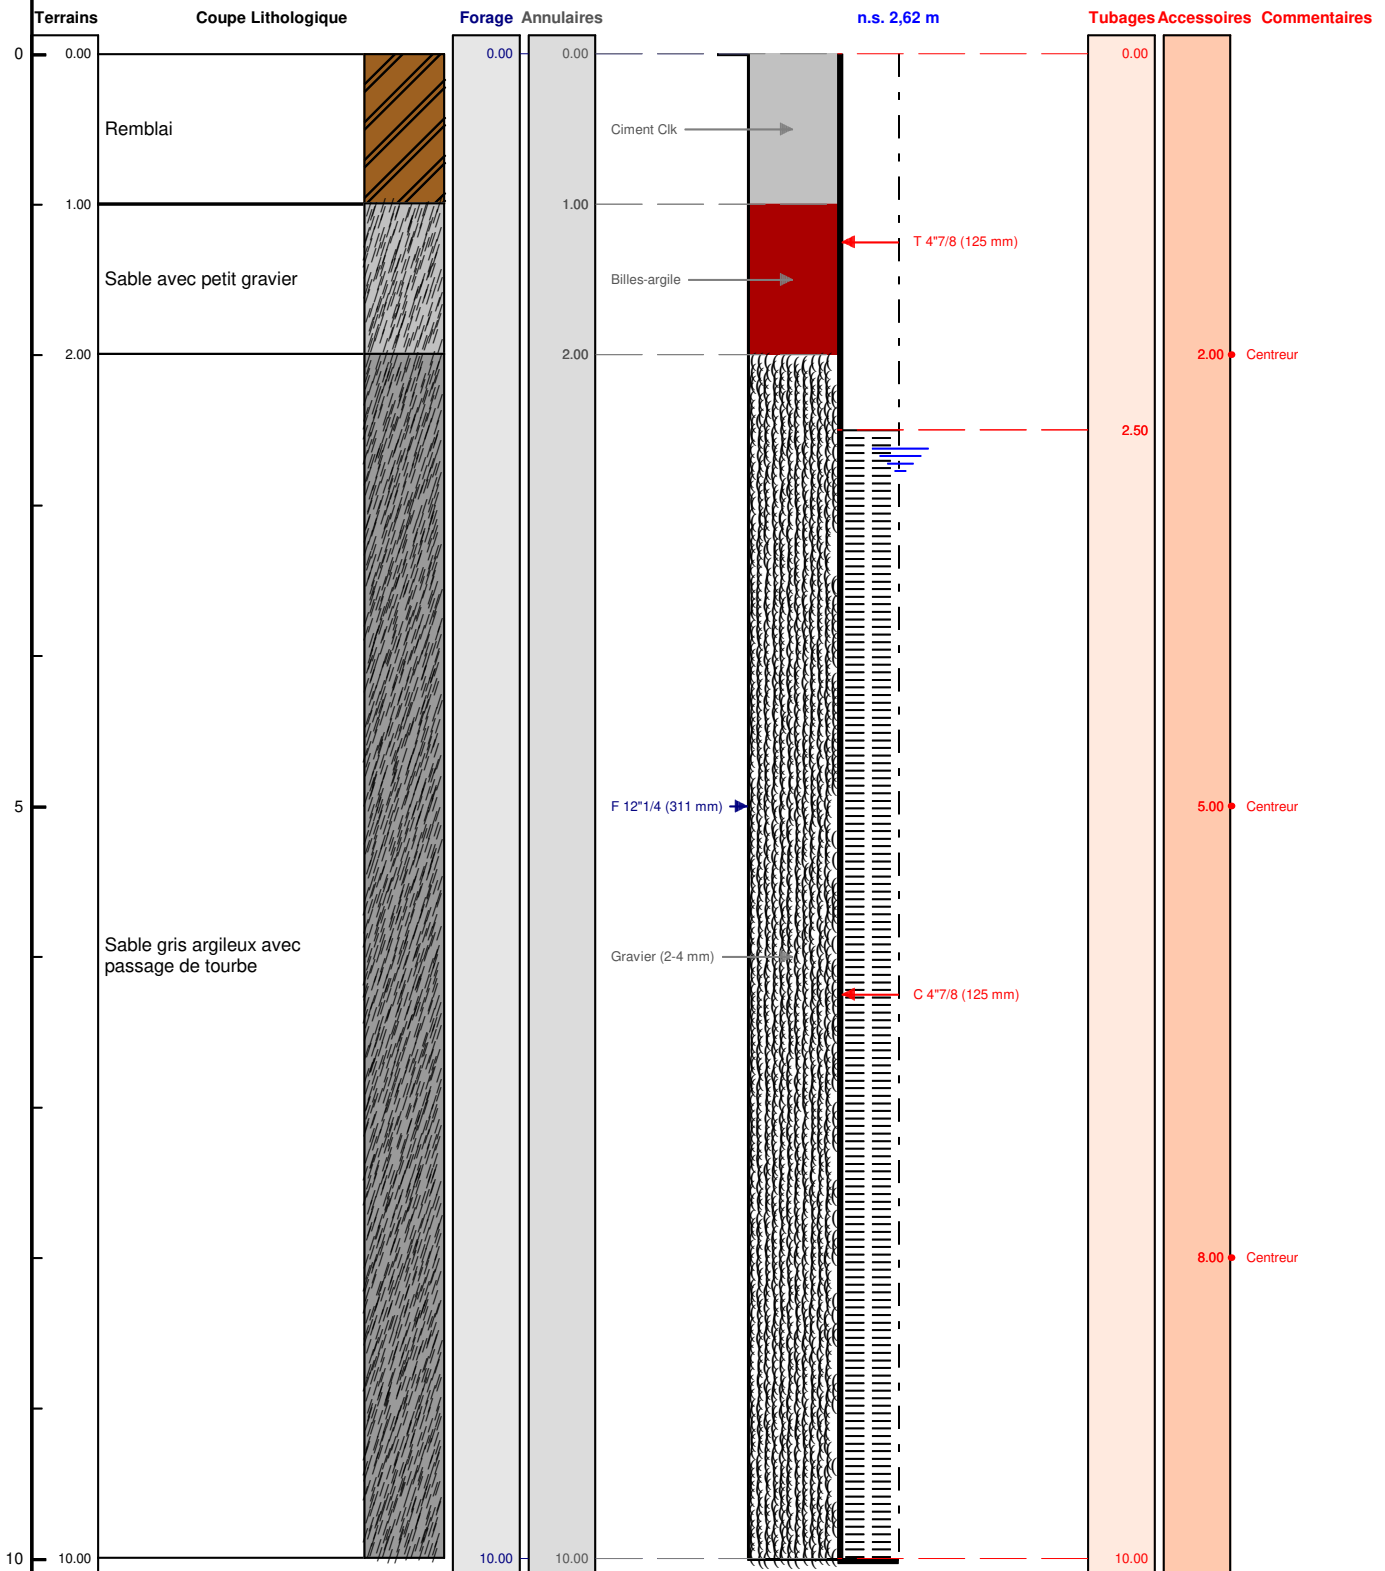 Terrains Coupe Lithologique Forage Annulaires n.s. 2,62 m Tubages Accessoires Commentaires
0 0.00 0.00 0.00 0.00
Remblai Ciment Clk
1.00 1.00
T 4"7/8 (125 mm)
Sable avec petit gravier Billes-argile
2.00 2.00 2.00 Centreur
2.50
5 F 12"1/4 (311 mm) 5.00 Centreur
Sable gris argileux avec
passage de tourbe
Gravier (2-4 mm)
C 4"7/8 (125 mm)
8.00 Centreur
10 10.00 10.00 10.00 10.00